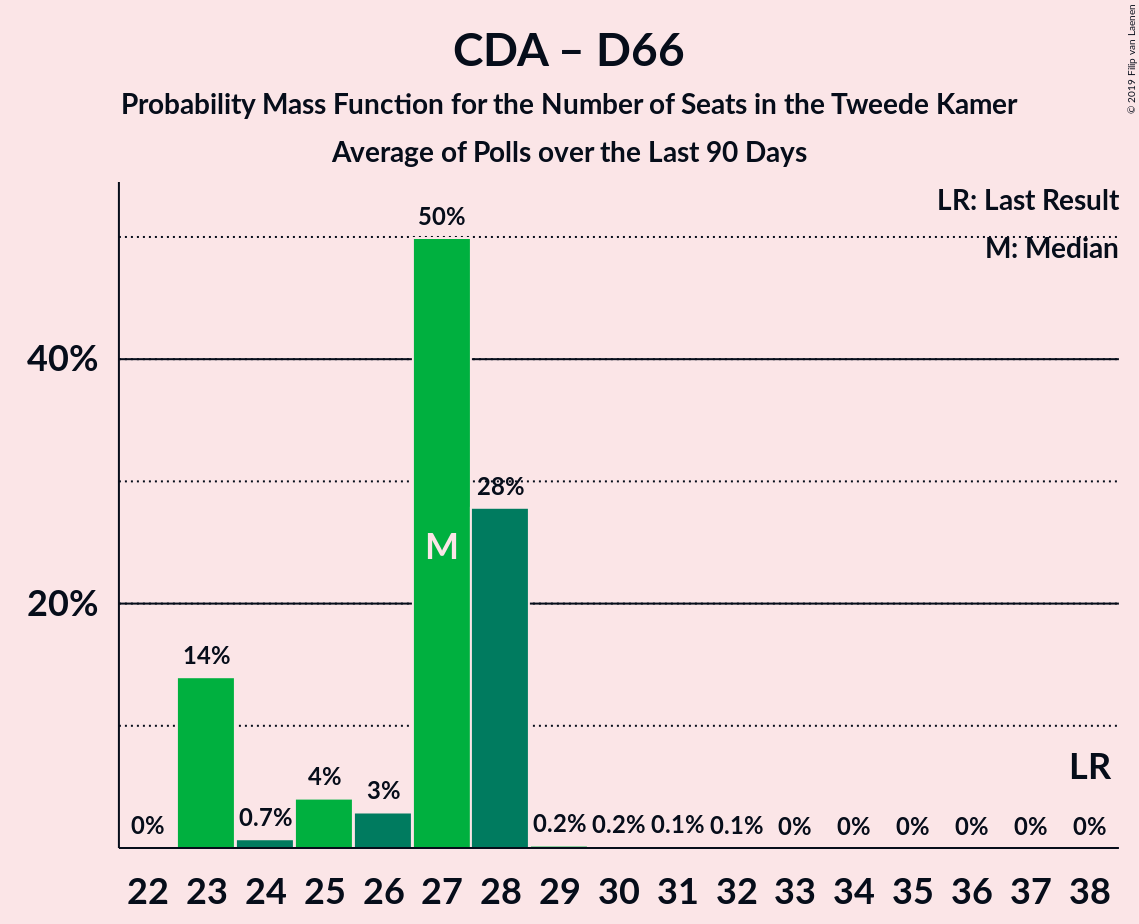 CDA – D66
Probability Mass Function for the Number of Seats in the Tweede Kamer
Average of Polls over the Last 90 Days
© 2019 Filip van Laenen
LR: Last Result
M: Median
50%
40%
28%
M
20%
14%
LR
4%
3%
0.7%
0%
0.2%
0.2%
0.1%
0.1%
0%
0%
0%
0%
0%
0%
22 23 24 25 26 27 28 29 30 31 32 33 34 35 36 37 38